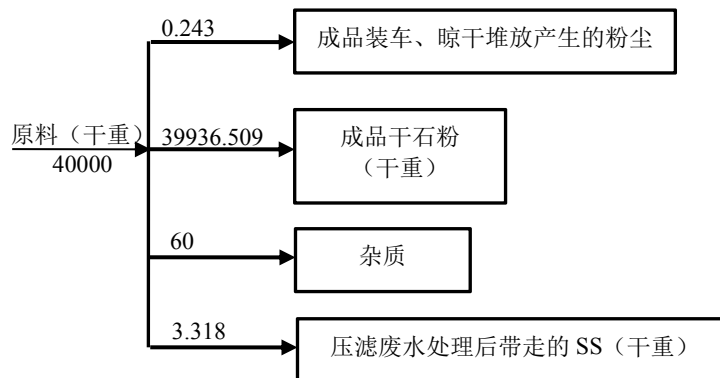 0.243
成品装车、晾干堆放产生的粉尘
原料（干重）
40000
39936.509
成品干石粉
（干重）
60
杂质
3.318
压滤废水处理后带走的 SS（干重）